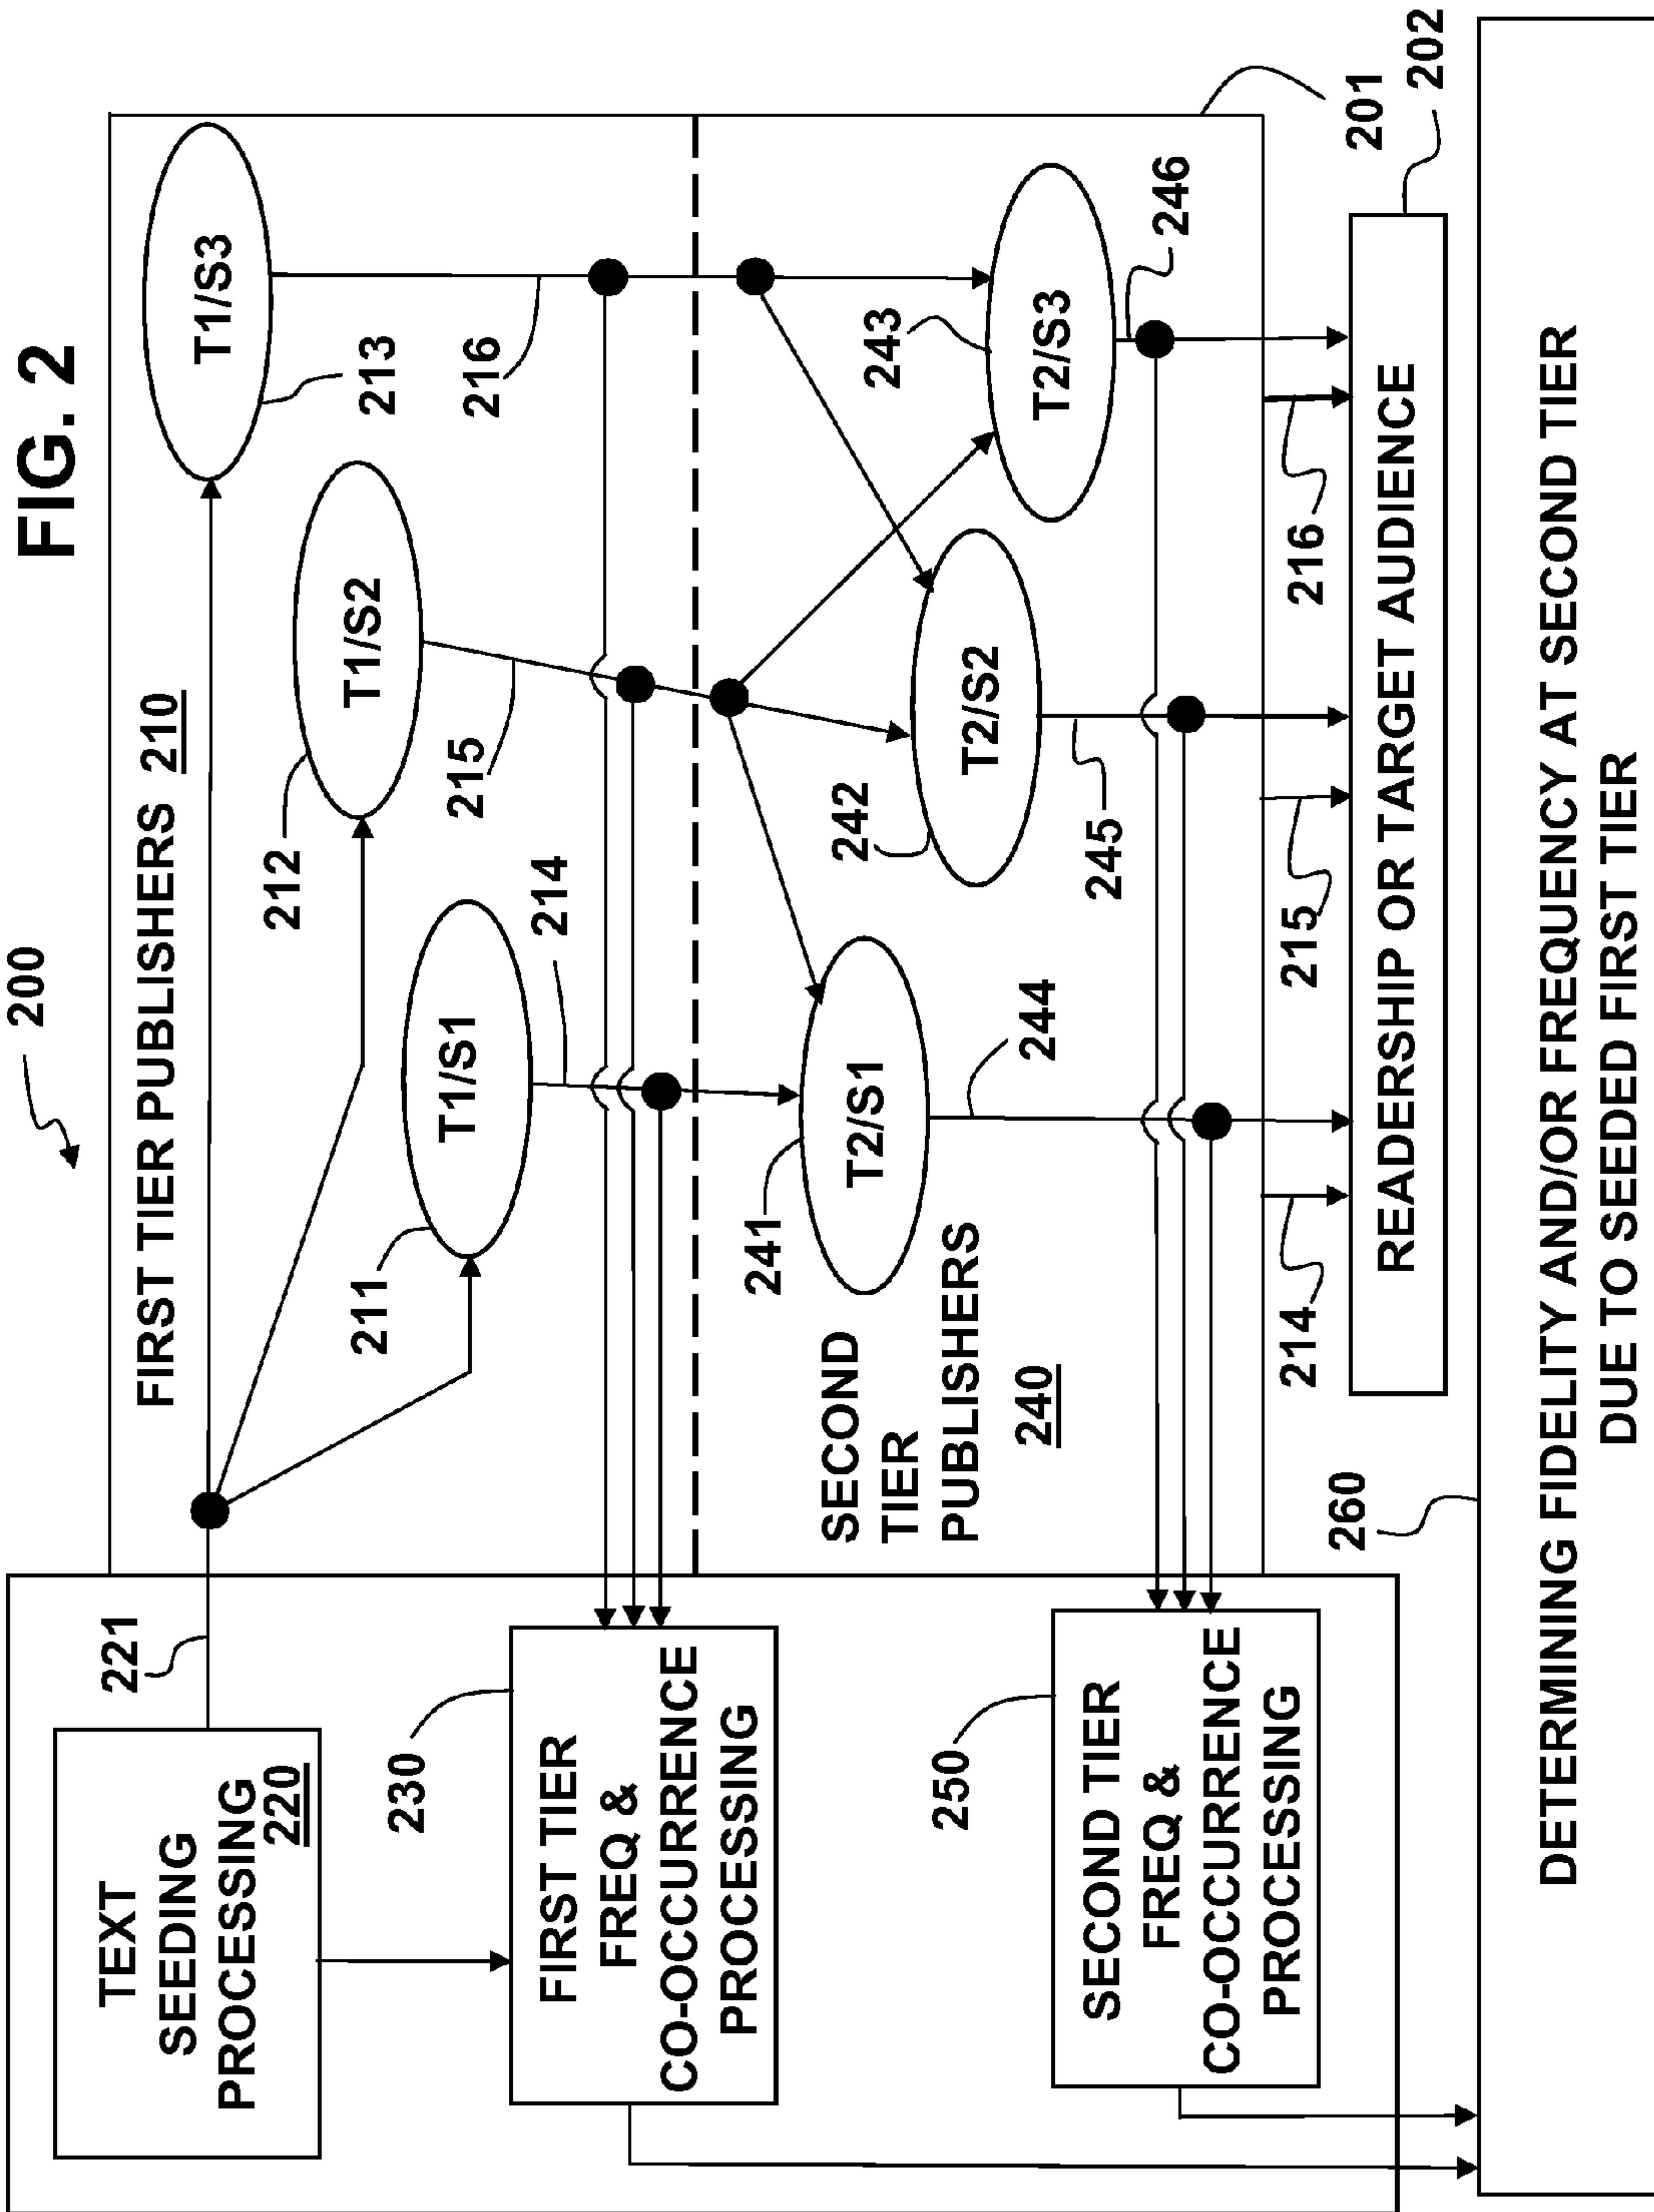 FIG. 2
200
FIRST TIER PUBLISHERS 210
T1/S3
213
216
T1/S2
212
215
T1/S1
211
214
221
TEXT
SEEDING
PROCESSING
220
230
FIRST TIER
FREQ &
CO-OCCURRENCE
PROCESSING
SECOND
TIER
PUBLISHERS
240
241
T2/S1
244
242
T2/S2
245
243
T2/S3
246
250
SECOND TIER
FREQ &
CO-OCCURRENCE
PROCESSING
214
215
216
201
202
READERSHIP OR TARGET AUDIENCE
260
DETERMINING FIDELITY AND/OR FREQUENCY AT SECOND TIER
DUE TO SEEDED FIRST TIER